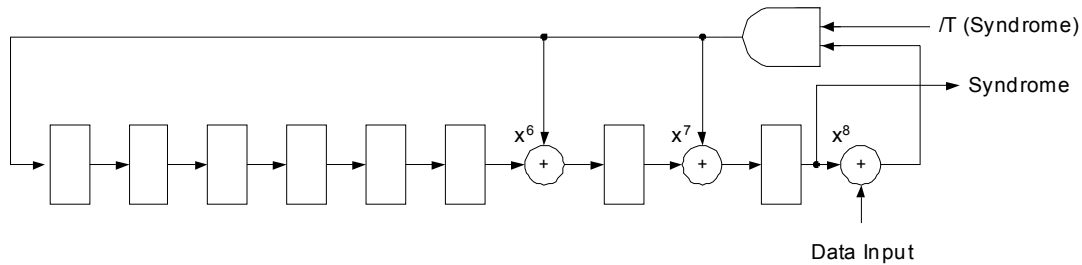 /T (Syndrome)
Syndrome
x⁶
x⁷
x⁸
+
+
+
Data Input